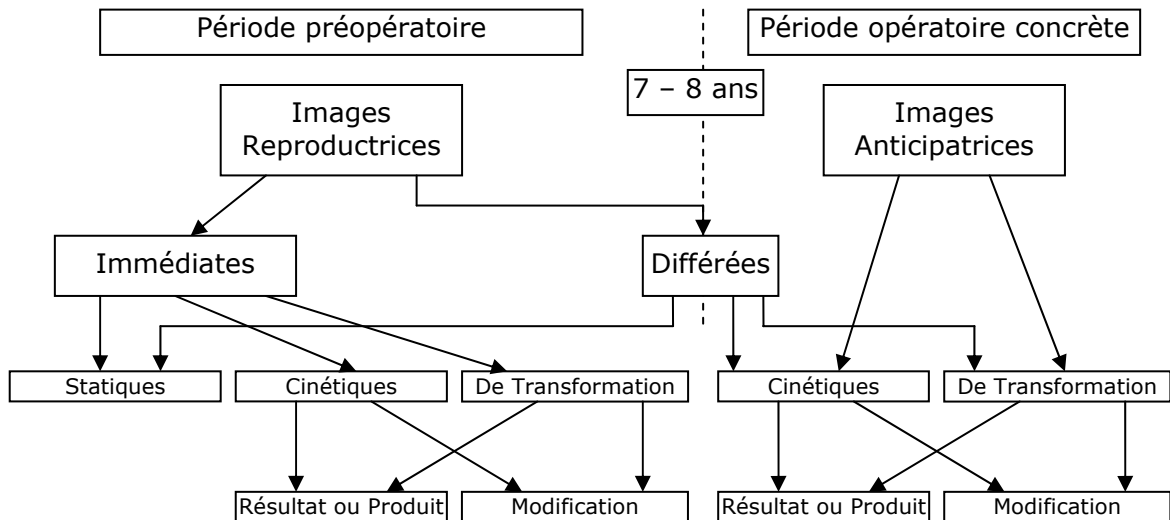 Période préopératoire
Période opératoire concrète
7 – 8 ans
Images
Reproductrices
Images
Anticipatrices
Immédiates
Différées
Statiques
Cinétiques
De Transformation
Cinétiques
De Transformation
Résultat ou Produit
Modification
Résultat ou Produit
Modification